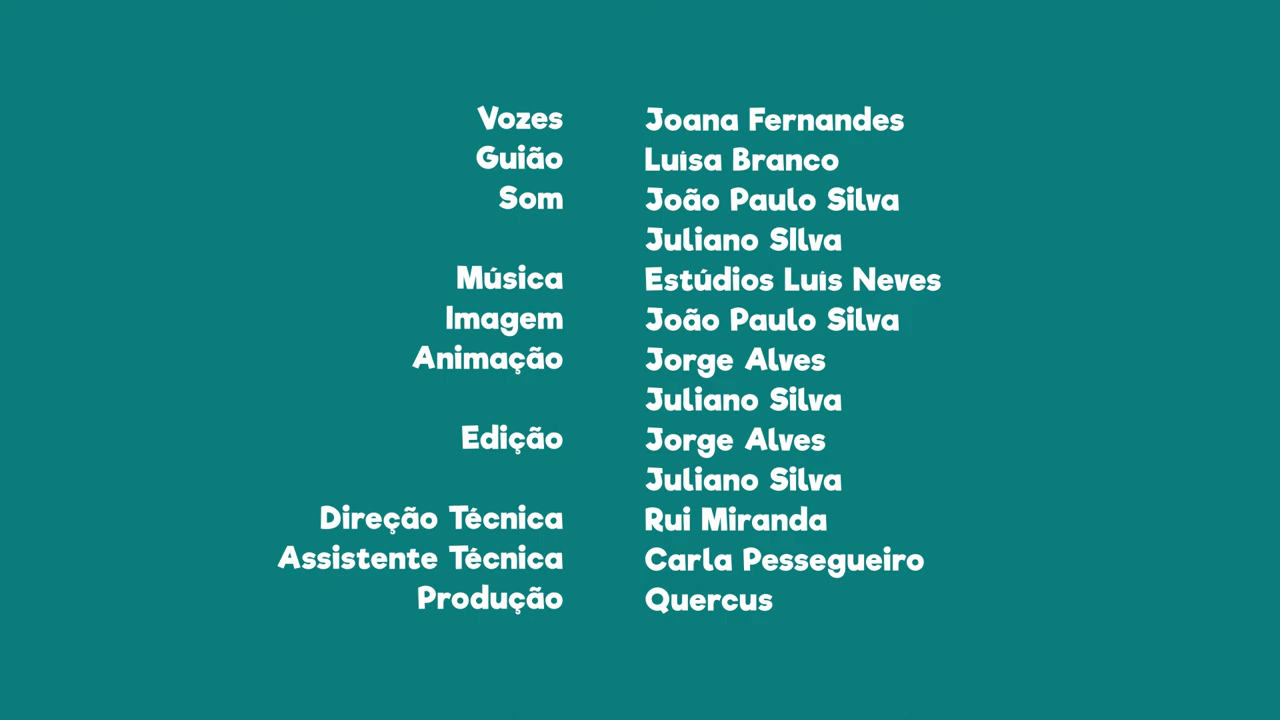 Vozes Joana Fernandes
Guião Luísa Branco
Som João Paulo Silva
Juliano SIlva
Música Estúdios Luís Neves
Imagem João Paulo Silva
Animação Jorge Alves
Juliano Silva
Edição Jorge Alves
Juliano Silva
Direção Técnica Rui Miranda
Assistente Técnica Carla Pessegueiro
Produção Quercus